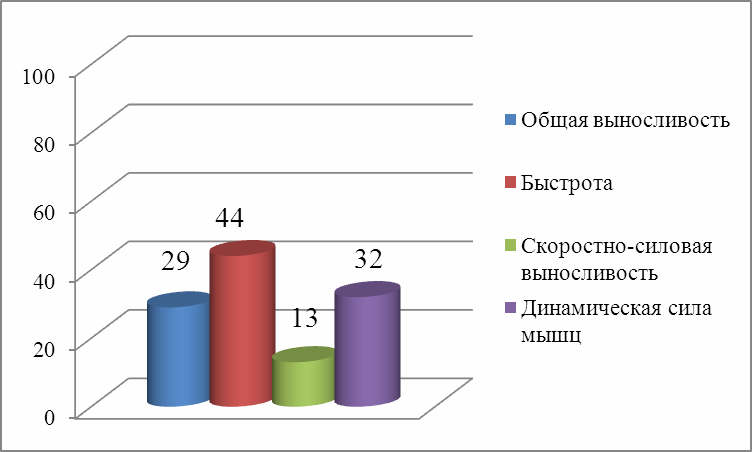 100
80
60
40
20
0
29
44
13
32
Общая выносливость
Быстрота
Скоростно-силовая
выносливость
Динамическая сила
мышц